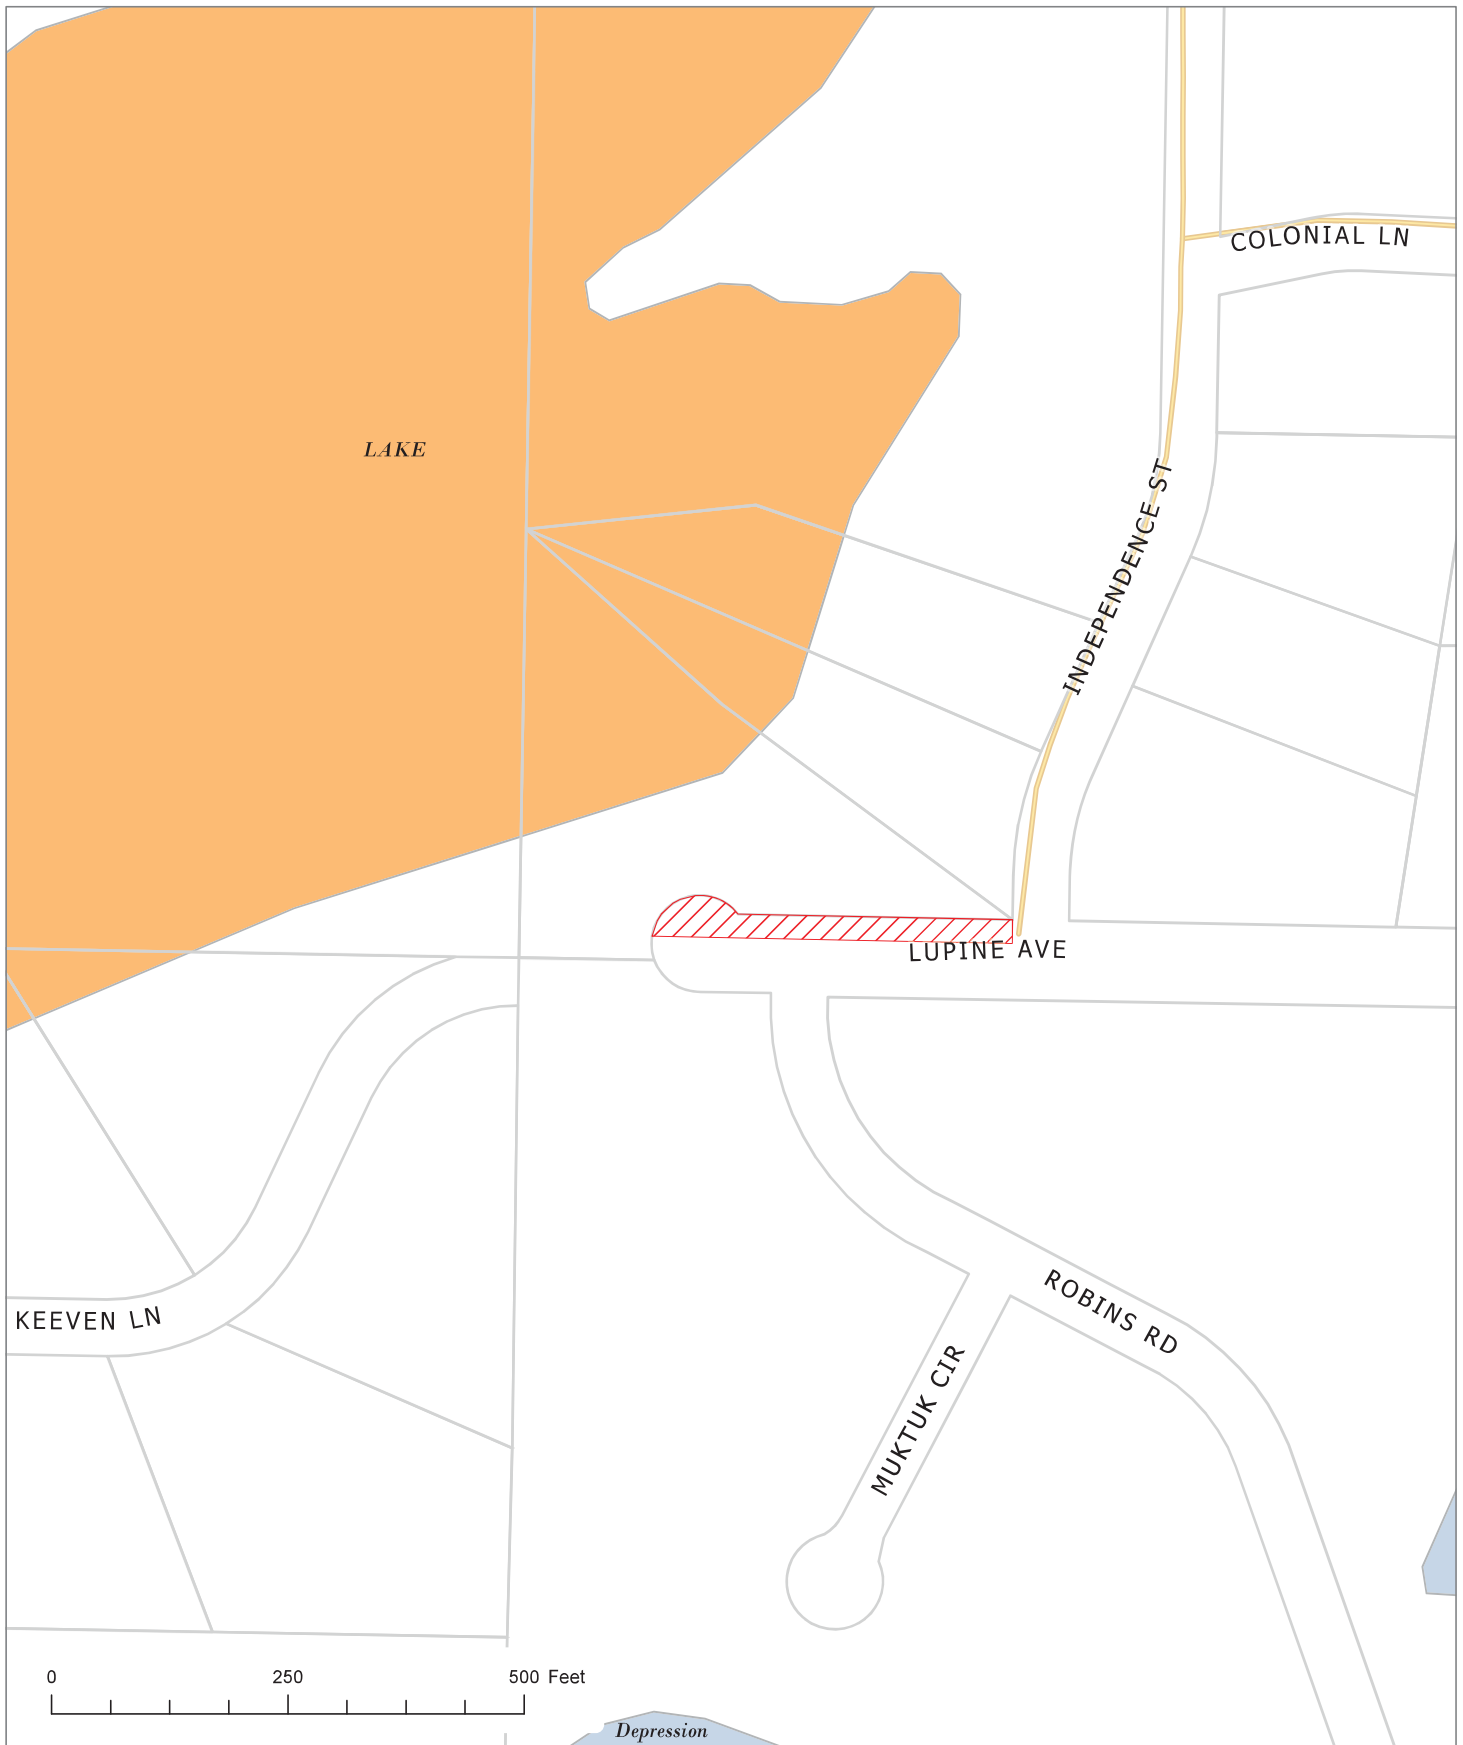 COLONIAL LN
LAKE
INDEPENDENCE ST
LUPINE AVE
KEEVEN LN
ROBINS RD
MUKTUK CIR
0 250 500 Feet
Depression